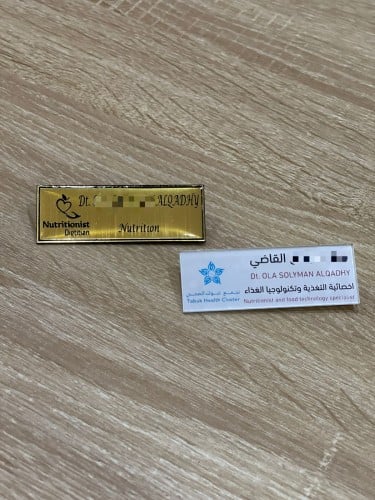 Dt. ALQADHY
Nutritionist
Dietitian
Nutrition
القاضي
Dt. OLA SOLYMAN ALQADHY
اخصائية التغذية وتكنولوجيا الغذاء
Nutritionist and food technology specialist
تجمع تبوك الصحي
Tabuk Health Cluster